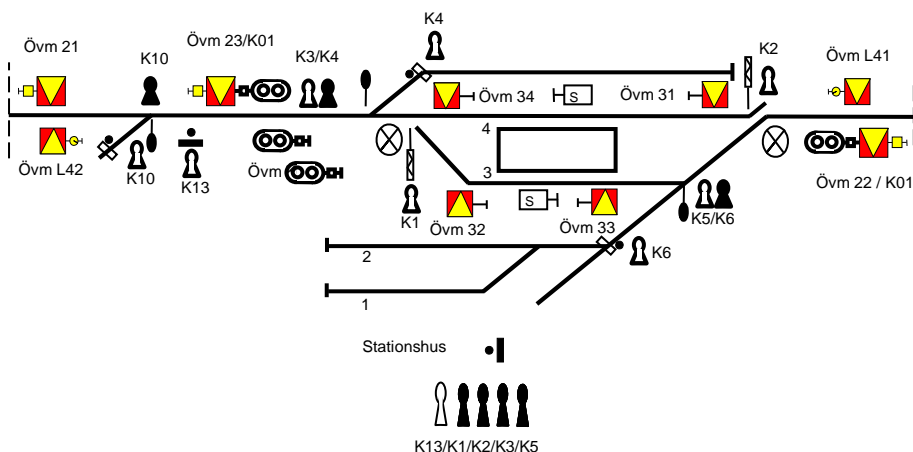 K4
Övm 21
K10
Övm 23/K01
K3/K4
K2
Övm L41
Övm 34
S
Övm 31
4
Övm L42
K10
K13
Övm
3
K1
Övm 32
S
Övm 33
K5/K6
Övm 22 / K01
2
K6
1
Stationshus
K13/K1/K2/K3/K5